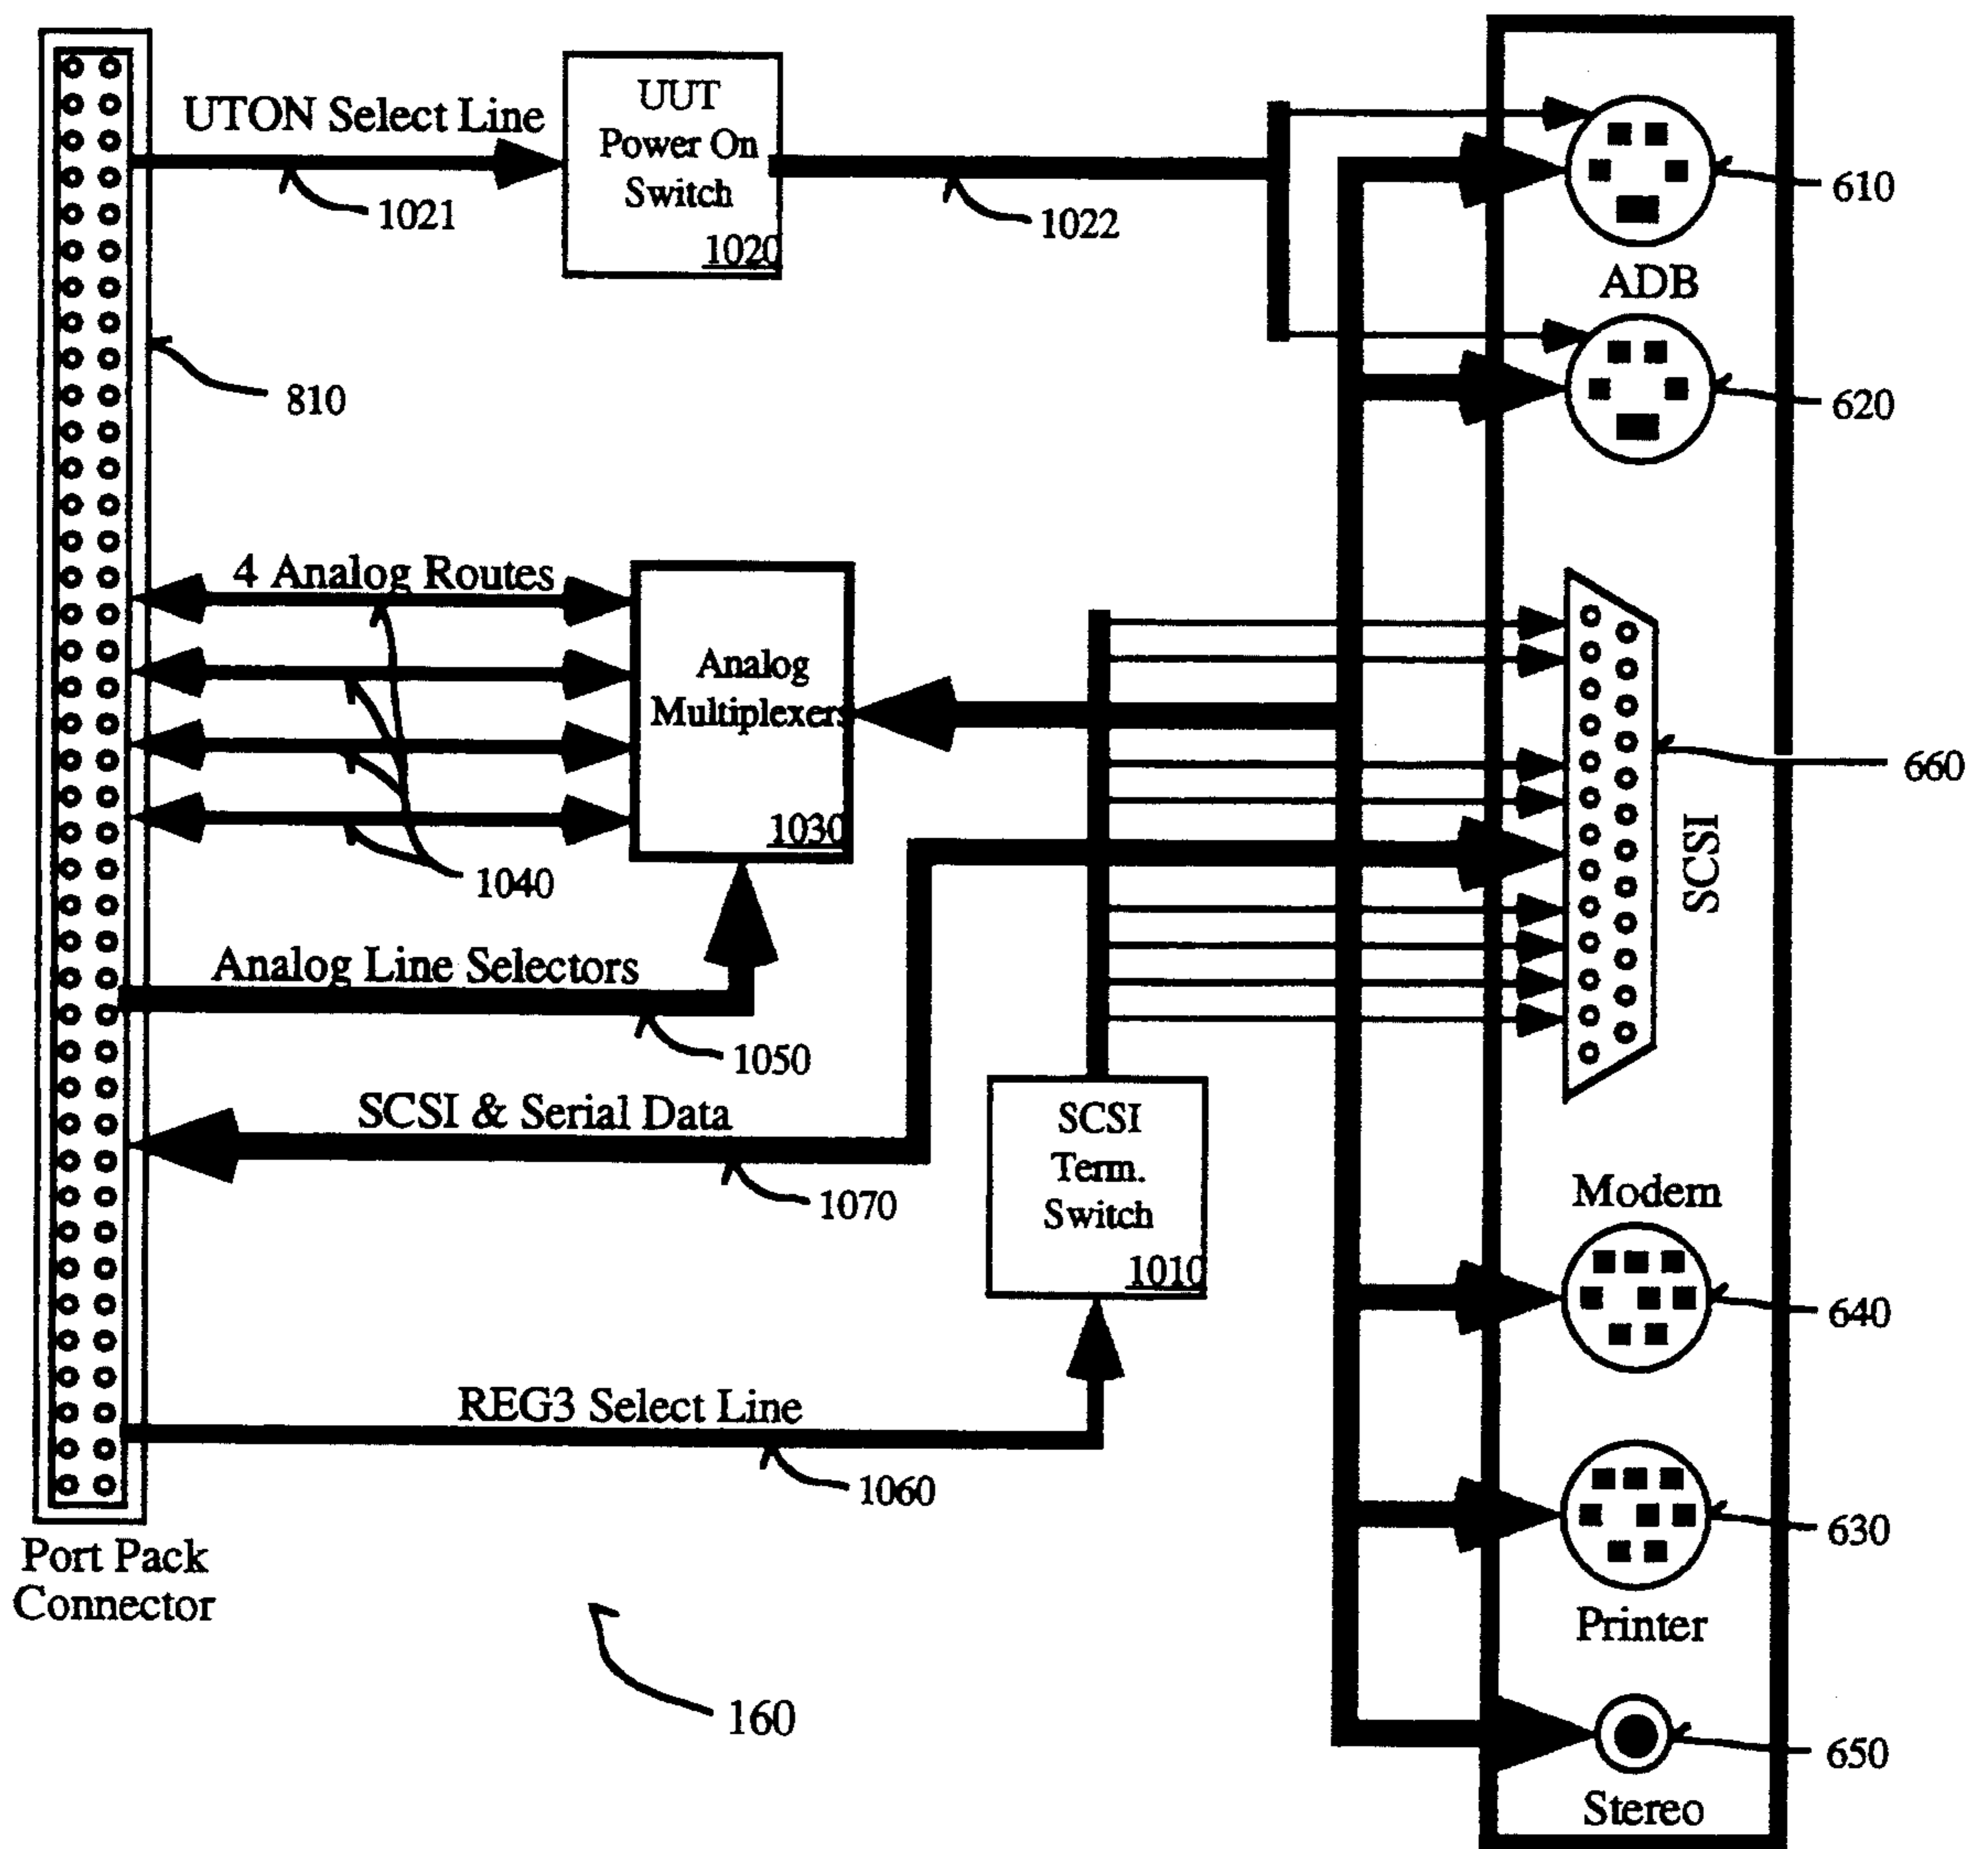 UTON Select Line
1021
UUT
Power On
Switch
1020
1022
610
ADB
620
810
4 Analog Routes
Analog
Multiplexers
1030
1040
660
SCSI
Analog Line Selectors
1050
SCSI & Serial Data
1070
SCSI
Term.
Switch
1010
Modem
640
REG3 Select Line
1060
630
Printer
Port Pack
Connector
160
650
Stereo